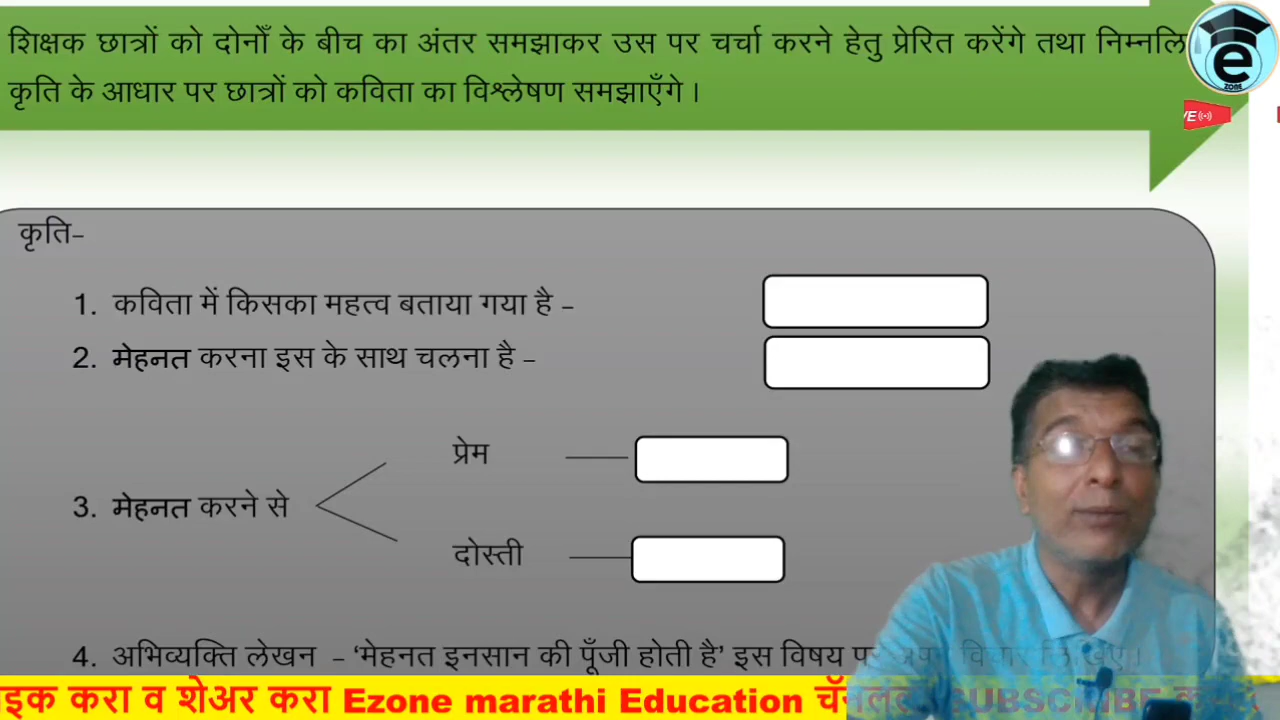 शिक्षक छात्रों को दोनोँ के बीच का अंतर समझाकर उस पर चर्चा करने हेतु प्रेरित करेंगे तथा
कृति के आधार पर छात्रों को कविता का विश्लेषण समझाएँगे ।
e
ZONE
कृति–
1. कविता में किसका महत्व बताया गया है –
2. मेहनत करना इस के साथ चलना है –
प्रेम
3. मेहनत करने से
दोस्ती
4. अभिव्यक्ति लेखन – ‘मेहनत इनसान की पूँजी होती है’ इस विषय
करा व शेअर करा Ezone marathi Education SUBSCRIBE